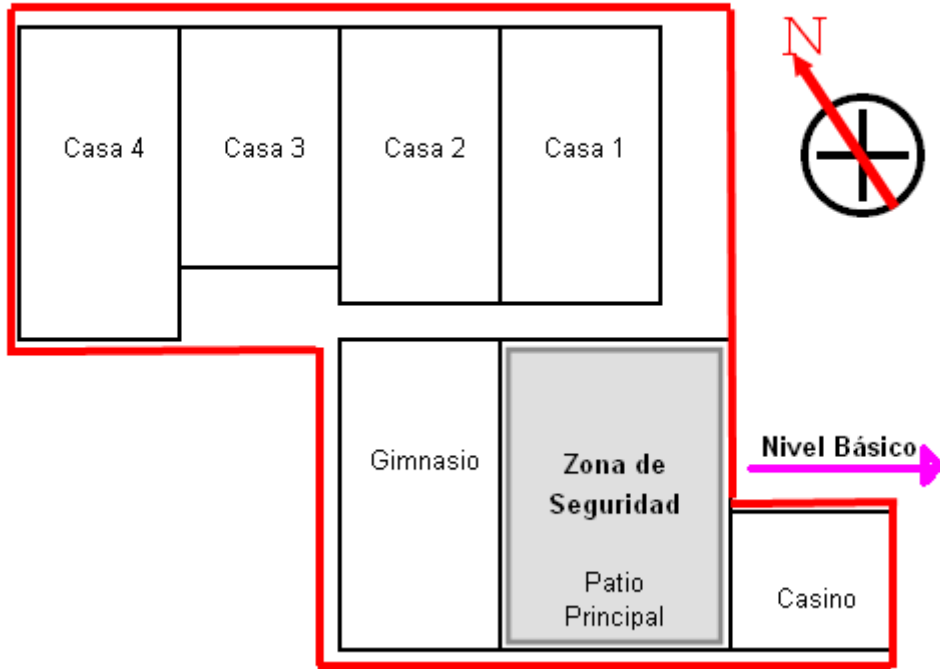 N
Casa 4
Casa 3
Casa 2
Casa 1
Nivel Básico
Gimnasio
Zona de
Seguridad
Patio
Principal
Casino